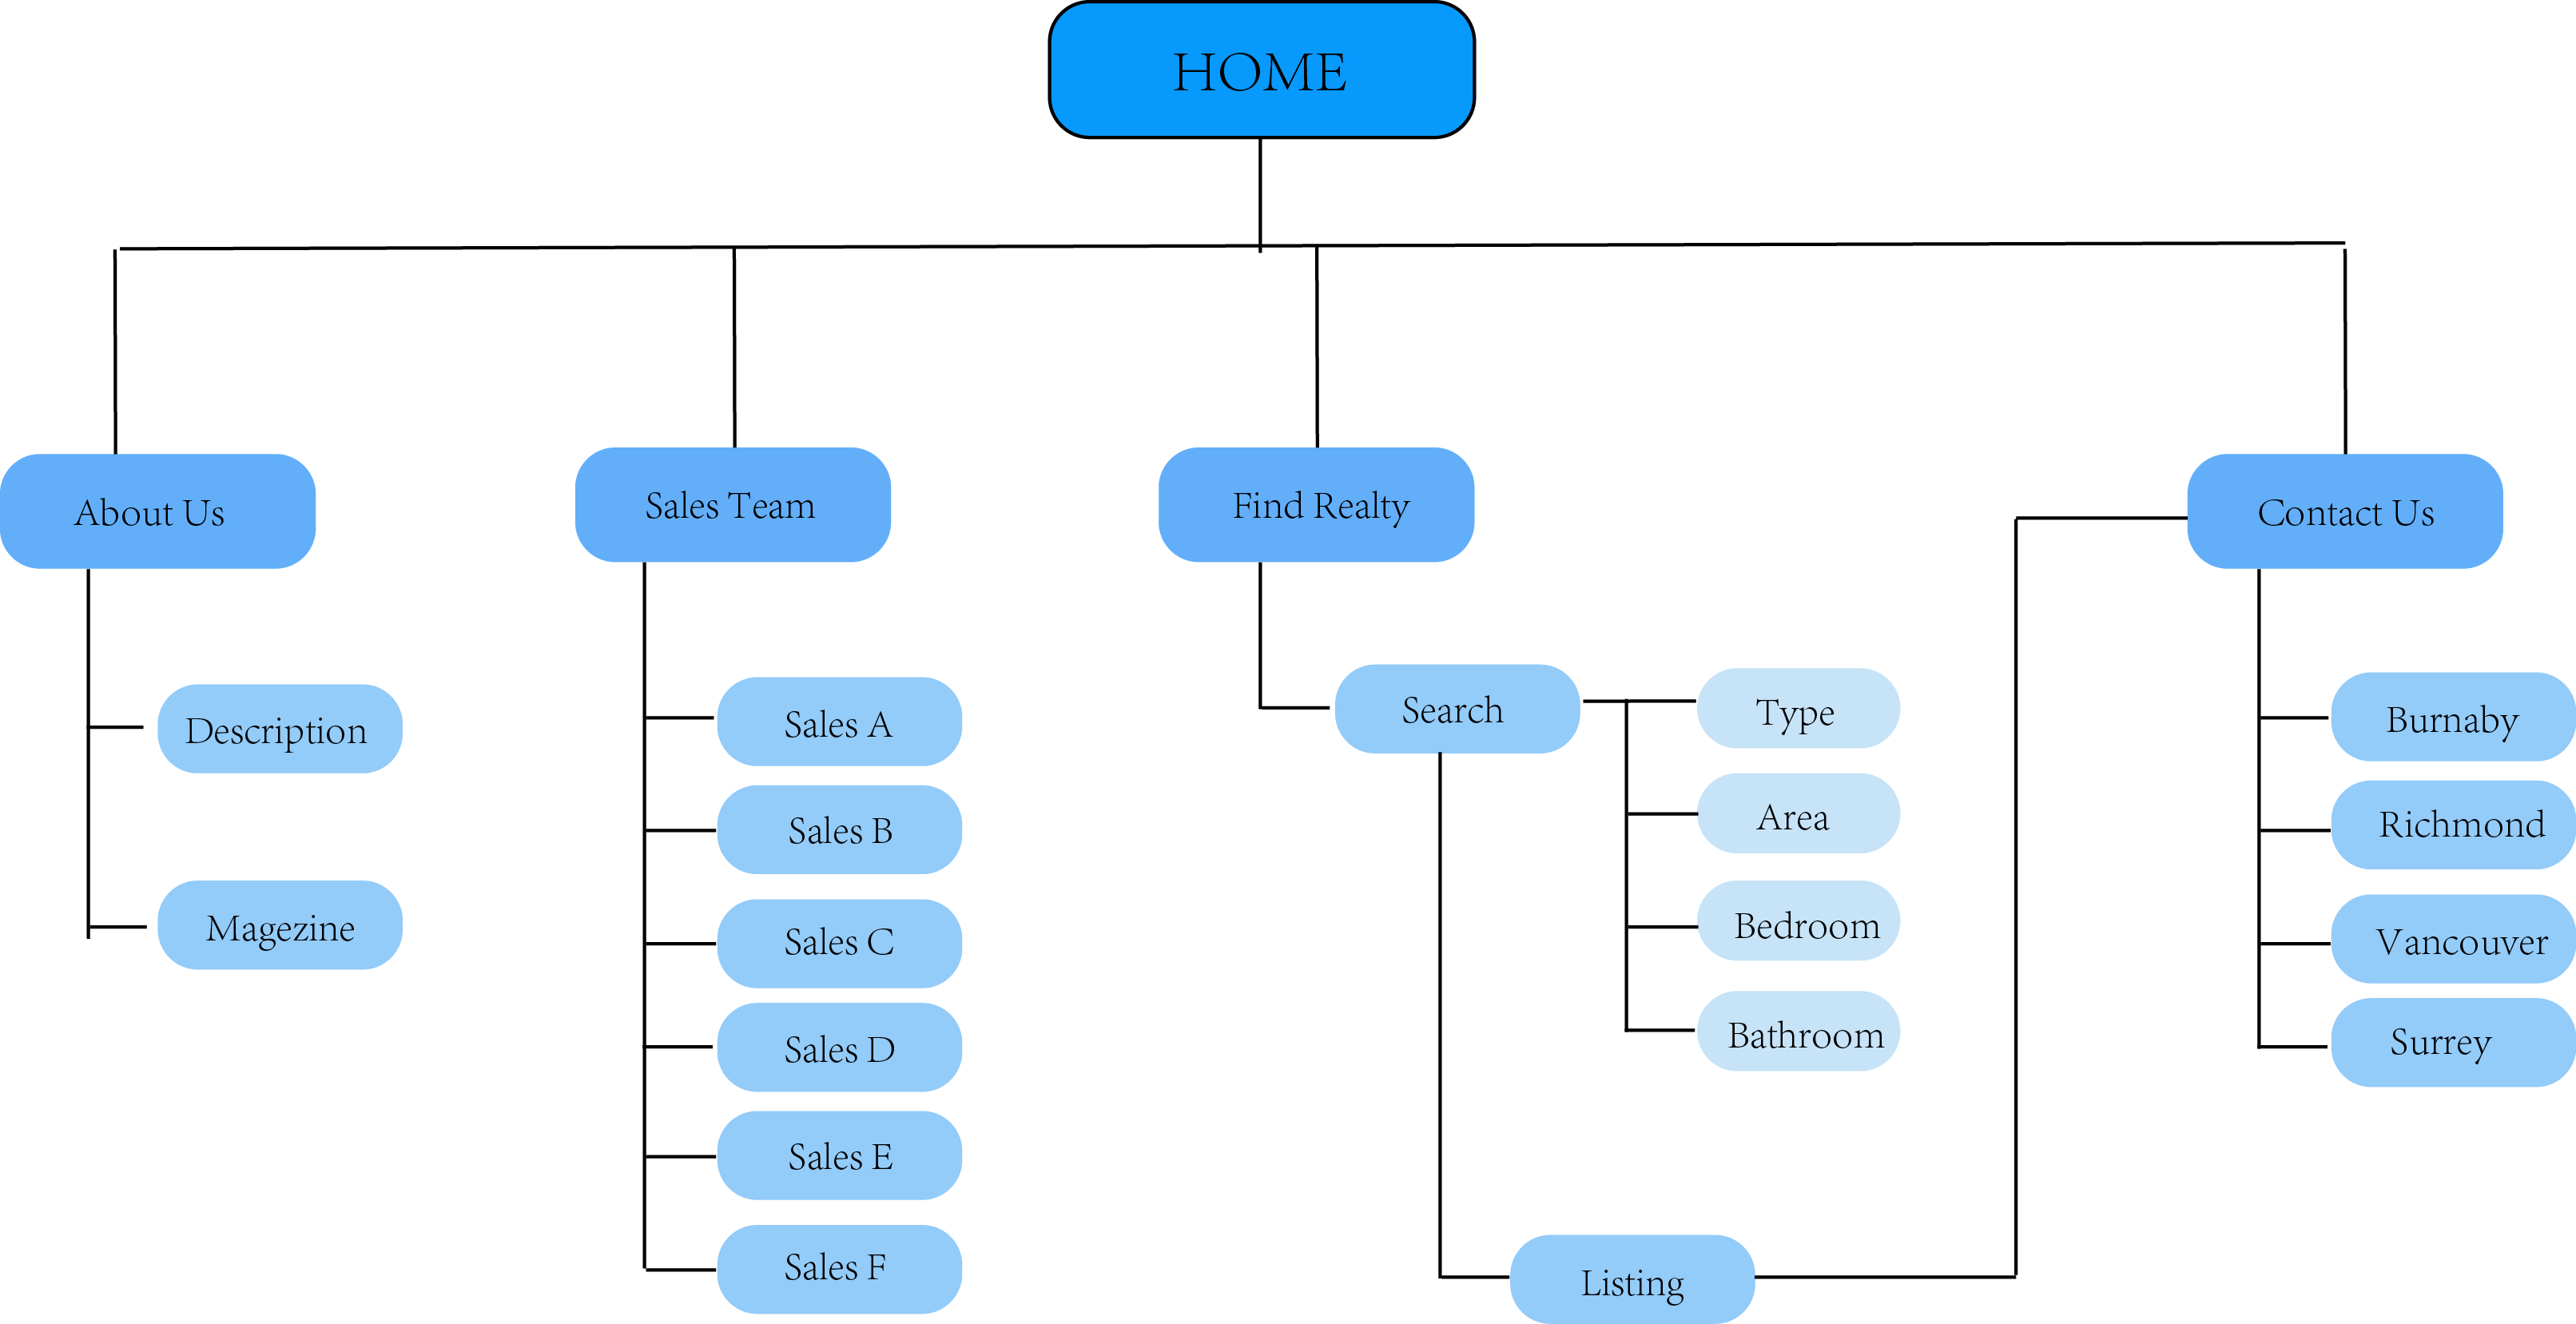 HOME
About Us
Sales Team
Find Realty
Contact Us
Description
Magezine
Sales A
Sales B
Sales C
Sales D
Sales E
Sales F
Search
Type
Area
Bedroom
Bathroom
Listing
Burnaby
Richmond
Vancouver
Surrey